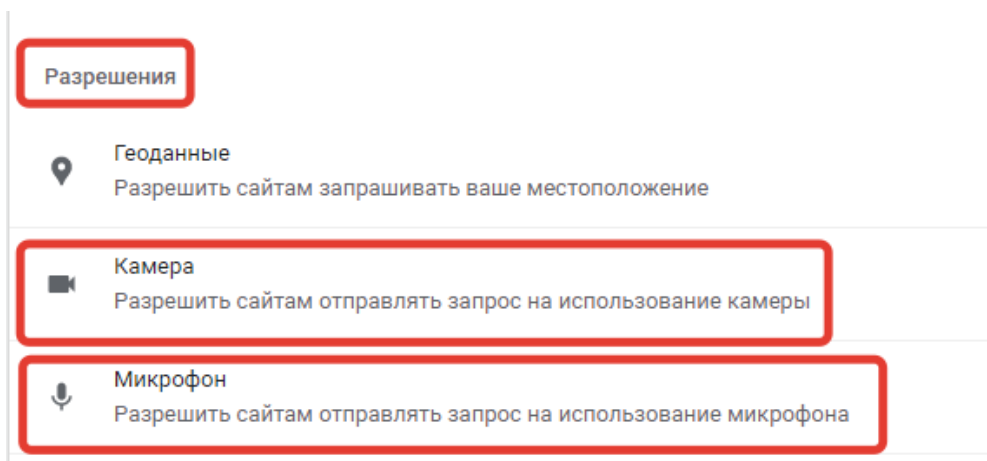 Разрешения
Геоданные
Разрешить сайтам запрашивать ваше местоположение
Камера
Разрешить сайтам отправлять запрос на использование камеры
Микрофон
Разрешить сайтам отправлять запрос на использование микрофона